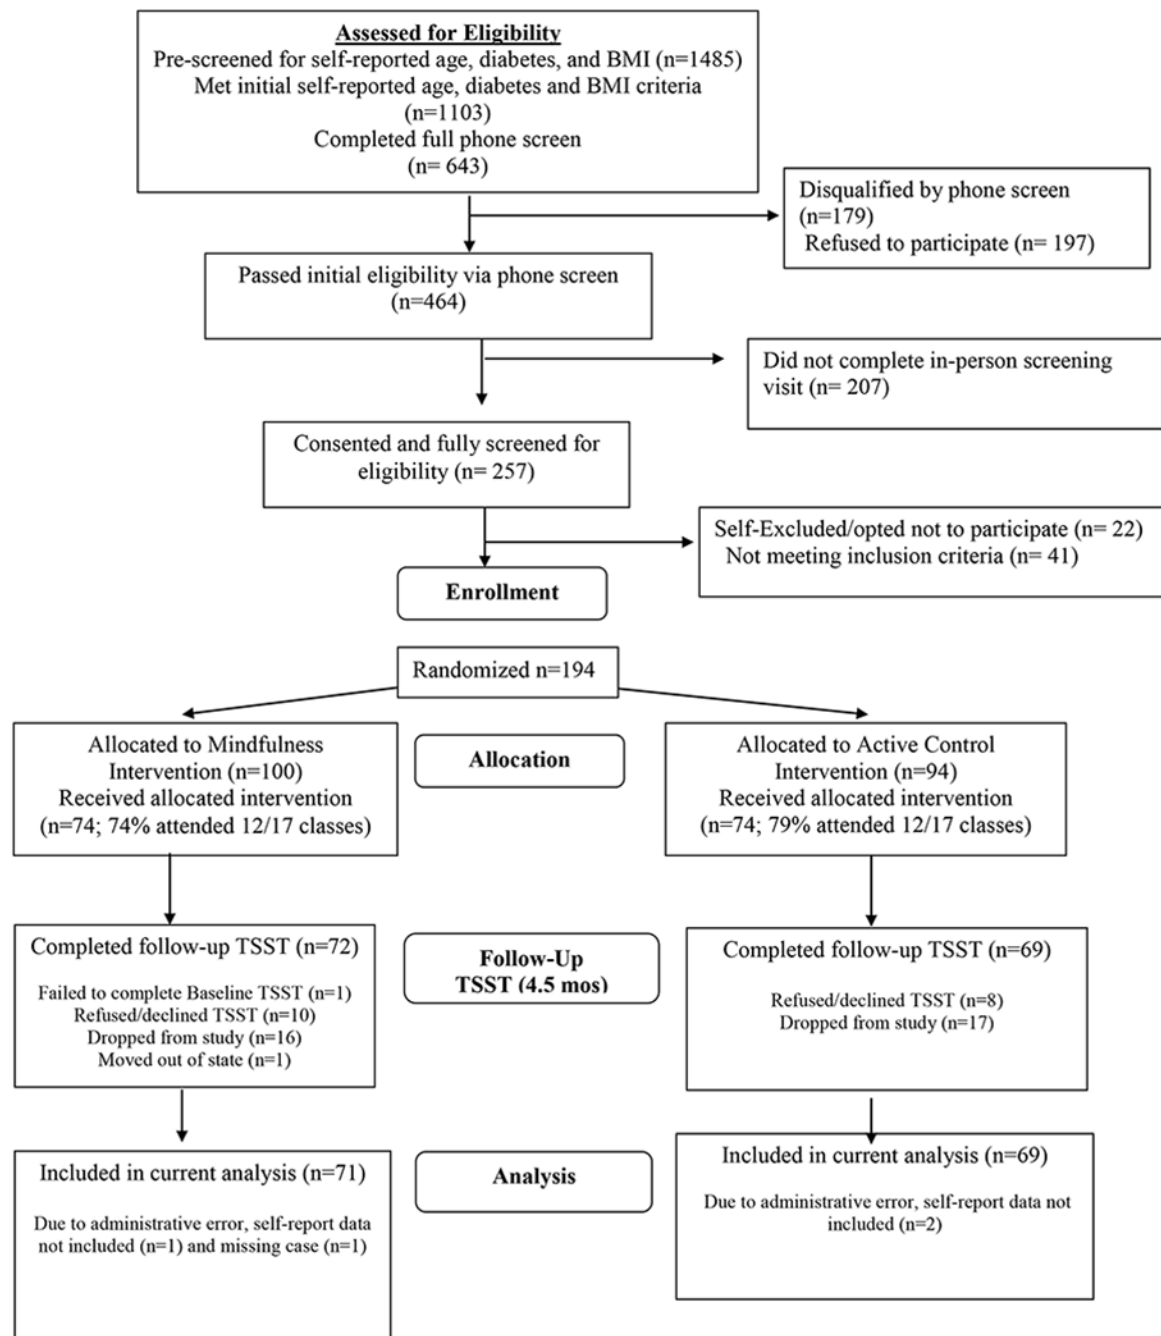 Assessed for Eligibility
Pre-screened for self-reported age, diabetes, and BMI (n=1485)
Met initial self-reported age, diabetes and BMI criteria
(n=1103)
Completed full phone screen
(n= 643)
Disqualified by phone screen
(n=179)
Refused to participate (n= 197)
Passed initial eligibility via phone screen
(n=464)
Did not complete in-person screening
visit (n= 207)
Consented and fully screened for
eligibility (n= 257)
Self-Excluded/opted not to participate (n= 22)
Not meeting inclusion criteria (n= 41)
Enrollment
Randomized n=194
Allocated to Mindfulness
Intervention (n=100)
Received allocated intervention
(n=74; 74% attended 12/17 classes)
Allocation
Allocated to Active Control
Intervention (n=94)
Received allocated intervention
(n=74; 79% attended 12/17 classes)
Completed follow-up TSST (n=72)
Failed to complete Baseline TSST (n=1)
Refused/declined TSST (n=10)
Dropped from study (n=16)
Moved out of state (n=1)
Follow-Up
TSST (4.5 mos)
Completed follow-up TSST (n=69)
Refused/declined TSST (n=8)
Dropped from study (n=17)
Included in current analysis (n=71)
Due to administrative error, self-report data
not included (n=1) and missing case (n=1)
Analysis
Included in current analysis (n=69)
Due to administrative error, self-report data not
included (n=2)